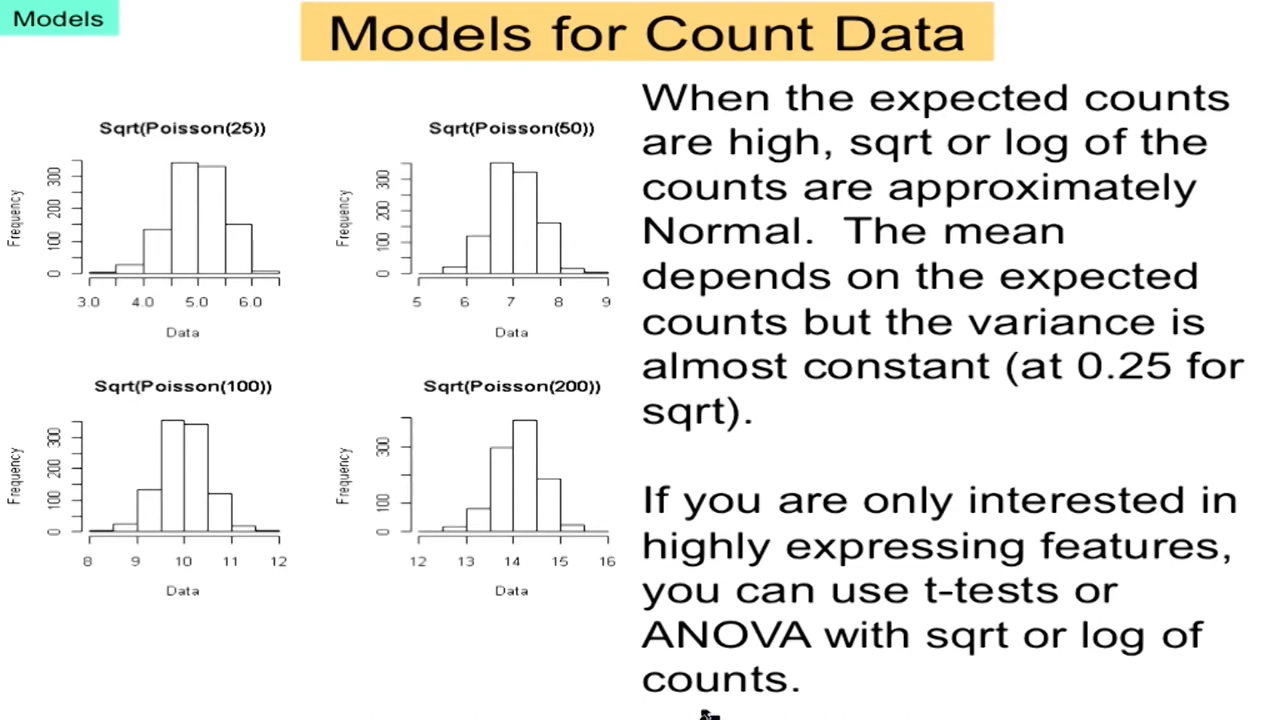 Models
Models for Count Data
Sqrt(Poisson(25))
Frequency
0 100 200 300
3.0 4.0 5.0 6.0
Data
Sqrt(Poisson(50))
Frequency
0 100 200 300
5 6 7 8 9
Data
Sqrt(Poisson(100))
Frequency
0 100 200 300
8 9 10 11 12
Data
Sqrt(Poisson(200))
Frequency
0 100 300
12 13 14 15 16
Data
When the expected counts
are high, sqrt or log of the
counts are approximately
Normal. The mean
depends on the expected
counts but the variance is
almost constant (at 0.25 for
sqrt).
If you are only interested in
highly expressing features,
you can use t-tests or
ANOVA with sqrt or log of
counts.